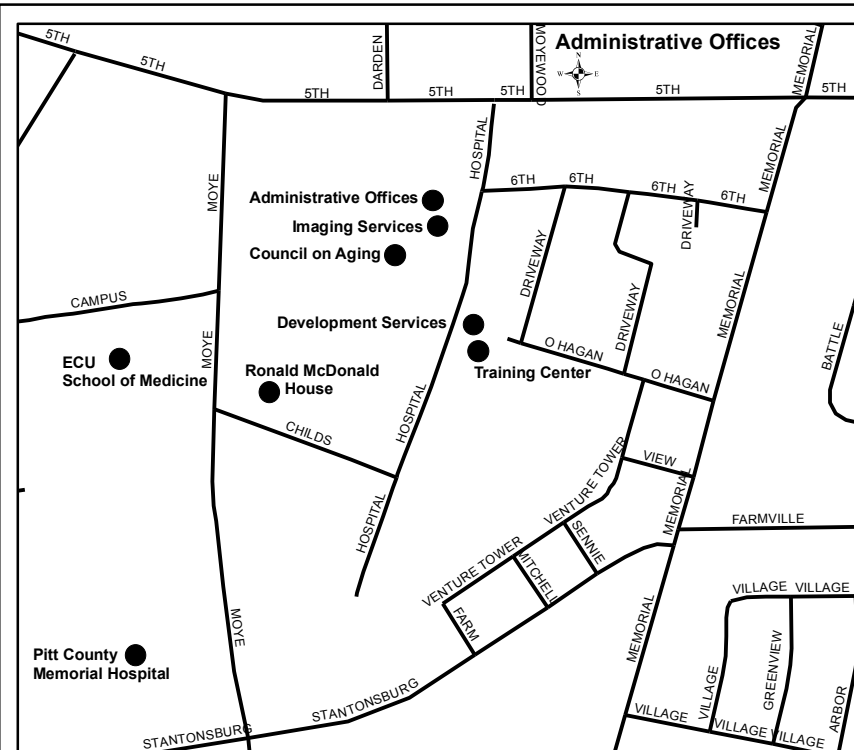 5TH
5TH
DARDEN
MOYEWOOD
Administrative Offices
N
W E
S
MEMORIAL
5TH
5TH
5TH
5TH
5TH
HOSPITAL
MEMORIAL
MOYE
6TH
6TH
6TH
6TH
DRIVEWAY
Administrative Offices
Imaging Services
Council on Aging
DRIVEWAY
CAMPUS
MEMORIAL
DRIVEWAY
Development Services
MOYE
O HAGAN
BATTLE
ECU
School of Medicine
Ronald McDonald
House
Training Center
O HAGAN
HOSPITAL
CHILDS
VIEW
VENTURE TOWER
MEMORIAL
HOSPITAL
FARMVILLE
SENNIE
VENTURE TOWER
MITCHELL
FARM
VILLAGE
VILLAGE
MOYE
MEMORIAL
GREENVIEW
Pitt County
Memorial Hospital
VILLAGE
ARBOR
STANTONSBURG
VILLAGE
VILLAGE
VILLAGE
STANTONSBURG